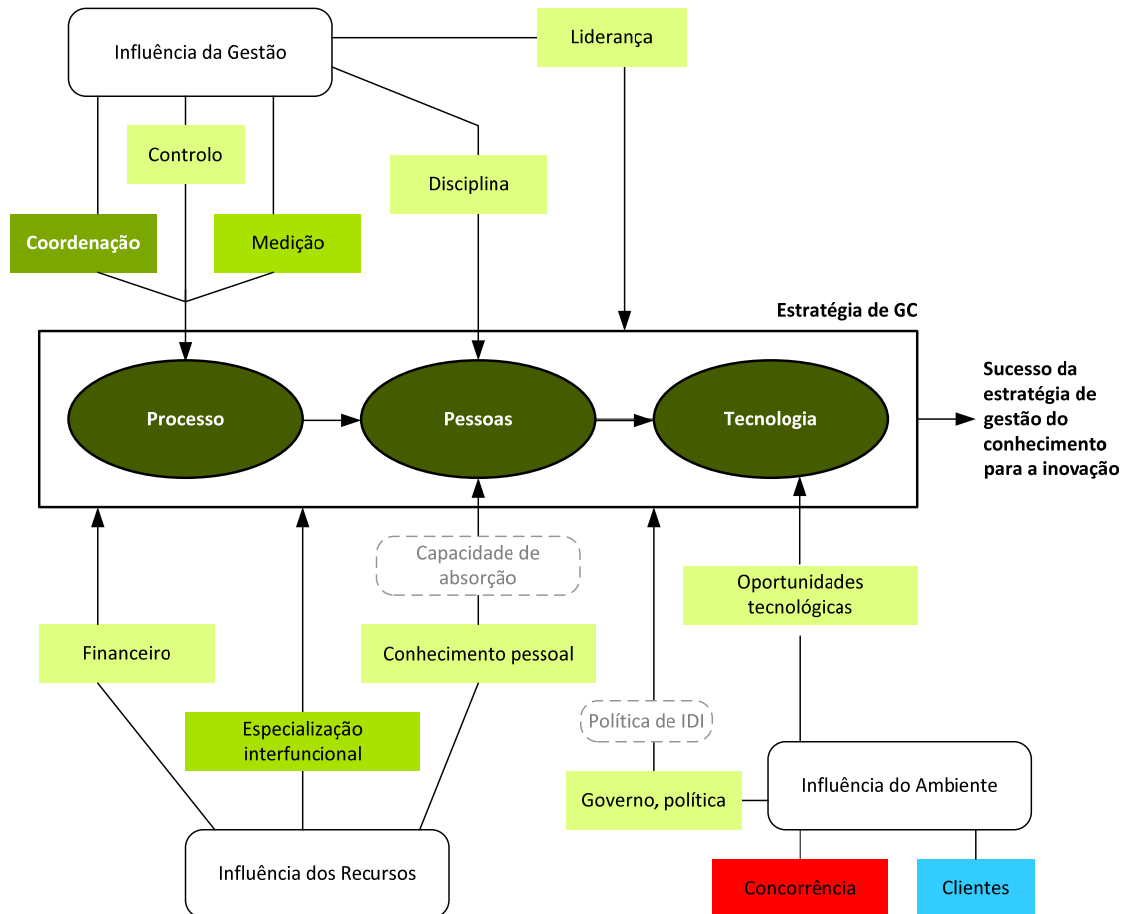 Influência da Gestão
Liderança
Controlo
Disciplina
Coordenação
Medição
Estratégia de GC
Processo
Pessoas
Tecnologia
Sucesso da
estratégia de
gestão do
conhecimento
para a inovação
Capacidade de
absorção
Oportunidades
tecnológicas
Financeiro
Conhecimento pessoal
Especialização
interfuncional
Política de IDI
Governo, política
Influência do Ambiente
Influência dos Recursos
Concorrência
Clientes